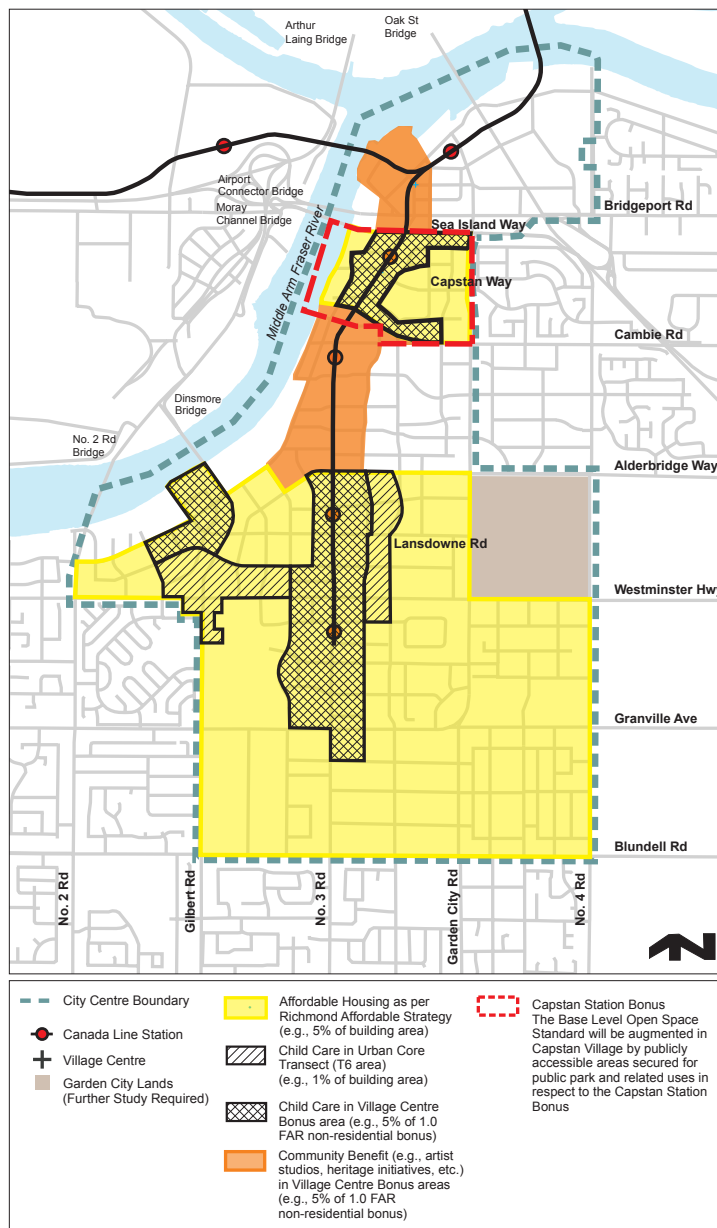 Arthur
Laing Bridge
Oak St
Bridge
Airport
Connector Bridge
Moray
Channel Bridge
Bridgeport Rd
Sea Island Way
Middle Arm Fraser River
Capstan Way
Cambie Rd
Dinsmore
Bridge
No. 2 Rd
Bridge
Alderbridge Way
Lansdowne Rd
Westminster Hwy
Granville Ave
Blundell Rd
No. 2 Rd
Gilbert Rd
No. 3 Rd
Garden City Rd
No. 4 Rd
N
City Centre Boundary
Canada Line Station
Village Centre
Garden City Lands
(Further Study Required)
Affordable Housing as per
Richmond Affordable Strategy
(e.g., 5% of building area)
Child Care in Urban Core
Transect (T6 area)
(e.g., 1% of building area)
Child Care in Village Centre
Bonus area (e.g., 5% of 1.0
FAR non-residential bonus)
Community Benefit (e.g., artist
studios, heritage initiatives, etc.)
in Village Centre Bonus areas
(e.g., 5% of 1.0 FAR
non-residential bonus)
Capstan Station Bonus
The Base Level Open Space
Standard will be augmented in
Capstan Village by publicly
accessible areas secured for
public park and related uses in
respect to the Capstan Station
Bonus